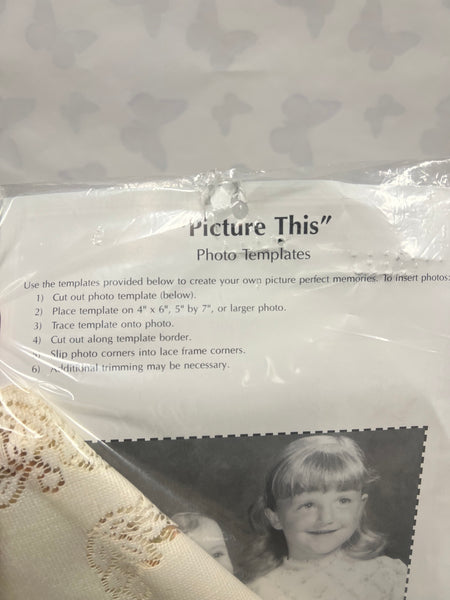 Picture This”
Photo Templates
Use the templates provided below to create your own picture perfect memories. To insert photos:
1) Cut out photo template (below).
2) Place template on 4" x 6", 5" by 7", or larger photo.
3) Trace template onto photo.
4) Cut out along template border.
5) Slip photo corners into lace frame corners.
6) Additional trimming may be necessary.